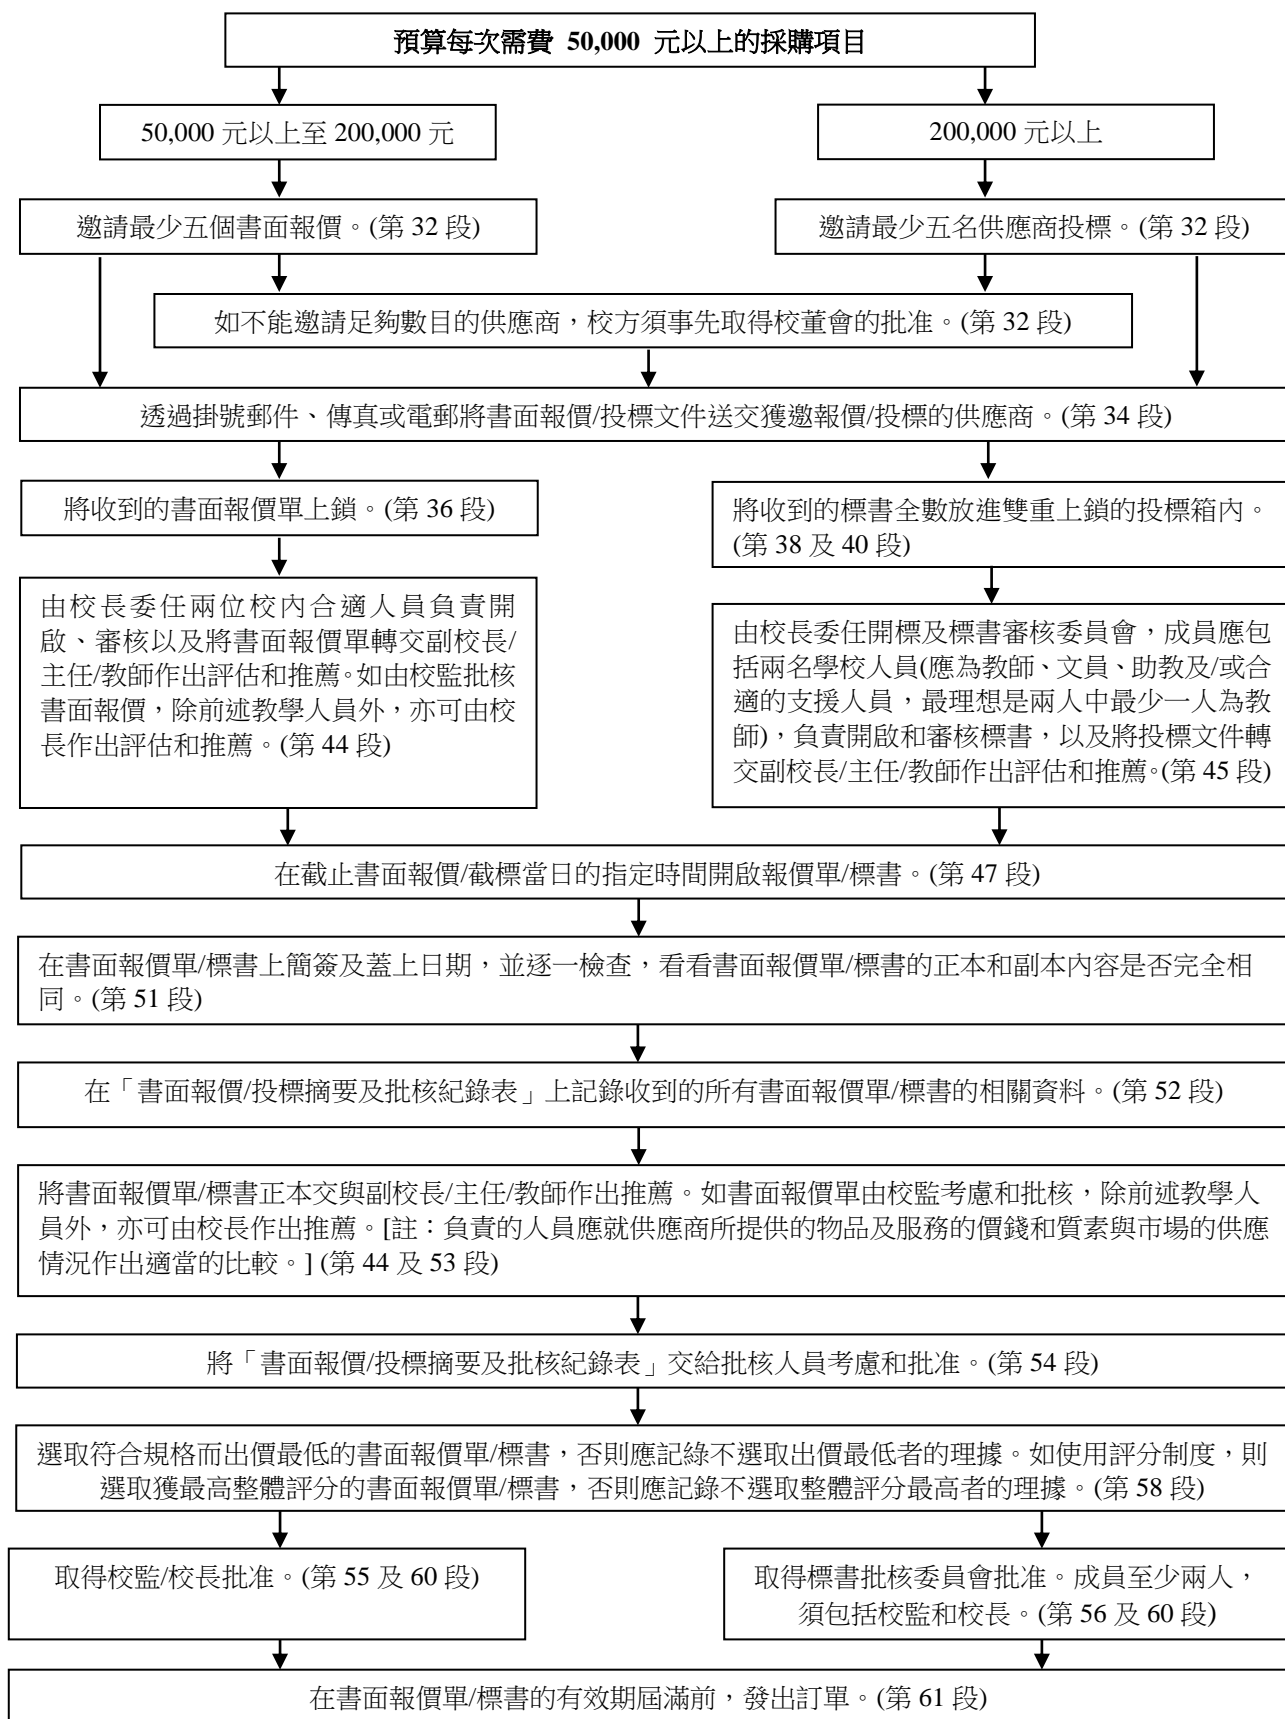 預算每次需費 50,000 元以上的採購項目
50,000 元以上至 200,000 元
200,000 元以上
邀請最少五個書面報價。(第 32 段)
邀請最少五名供應商投標。(第 32 段)
如不能邀請足夠數目的供應商，校方須事先取得校董會的批准。(第 32 段)
透過掛號郵件、傳真或電郵將書面報價/投標文件送交獲邀報價/投標的供應商。(第 34 段)
將收到的書面報價單上鎖。(第 36 段)
將收到的標書全數放進雙重上鎖的投標箱內。
(第 38 及 40 段)
由校長委任兩位校內合適人員負責開
啟、審核以及將書面報價單轉交副校長/
主任/教師作出評估和推薦。如由校監批核
書面報價，除前述教學人員外，亦可由校
長作出評估和推薦。(第 44 段)
由校長委任開標及標書審核委員會，成員應包
括兩名學校人員(應為教師、文員、助教及/或合
適的支援人員，最理想是兩人中最少一人為教
師)，負責開啟和審核標書，以及將投標文件轉
交副校長/主任/教師作出評估和推薦。(第 45 段)
在截止書面報價/截標當日的指定時間開啟報價單/標書。(第 47 段)
在書面報價單/標書上簡簽及蓋上日期，並逐一檢查，看看書面報價單/標書的正本和副本內容是否完全相
同。(第 51 段)
在「書面報價/投標摘要及批核紀錄表」上記錄收到的所有書面報價單/標書的相關資料。(第 52 段)
將書面報價單/標書正本交與副校長/主任/教師作出推薦。如書面報價單由校監考慮和批核，除前述教學人
員外，亦可由校長作出推薦。[註：負責的人員應就供應商所提供的物品及服務的價錢和質素與市場的供應
情況作出適當的比較。] (第 44 及 53 段)
將「書面報價/投標摘要及批核紀錄表」交給批核人員考慮和批准。(第 54 段)
選取符合規格而出價最低的書面報價單/標書，否則應記錄不選取出價最低者的理據。如使用評分制度，則
選取獲最高整體評分的書面報價單/標書，否則應記錄不選取整體評分最高者的理據。(第 58 段)
取得校監/校長批准。(第 55 及 60 段)
取得標書批核委員會批准。成員至少兩人，
須包括校監和校長。(第 56 及 60 段)
在書面報價單/標書的有效期屆滿前，發出訂單。(第 61 段)